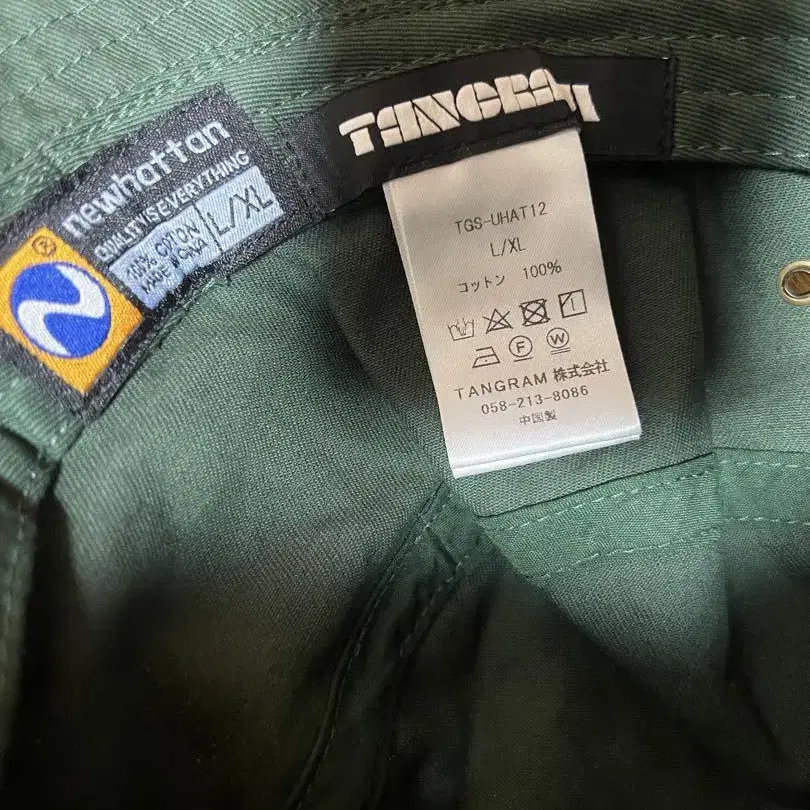 newhattan
QUALITY IS EVERYTHING
100% COTTON
MADE IN CHINA
L/XL
®
TANGRAM
TGS-UHAT12
L/XL
コットン 100%
F
W
TANGRAM 株式会社
058-213-8086
中国製